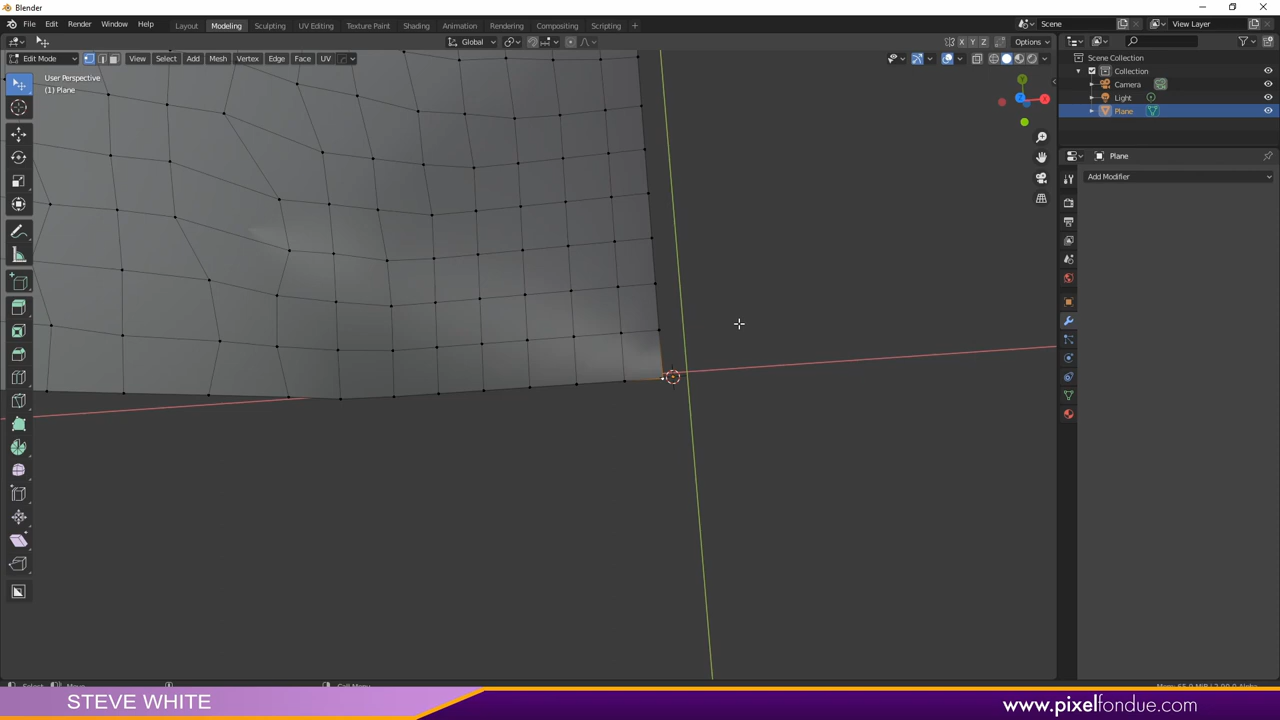 Blender
File Edit Render Window Help Layout Modeling Sculpting UV Editing Texture Paint Shading Animation Rendering Compositing Scripting + Scene View Layer
Global X Y Z Options
Edit Mode View Select Add Mesh Vertex Edge Face UV
User Perspective
(1) Plane
Scene Collection
Collection
Camera
Light
Plane
Plane
Add Modifier
X
Z
STEVE WHITE
www.pixelfondue.com